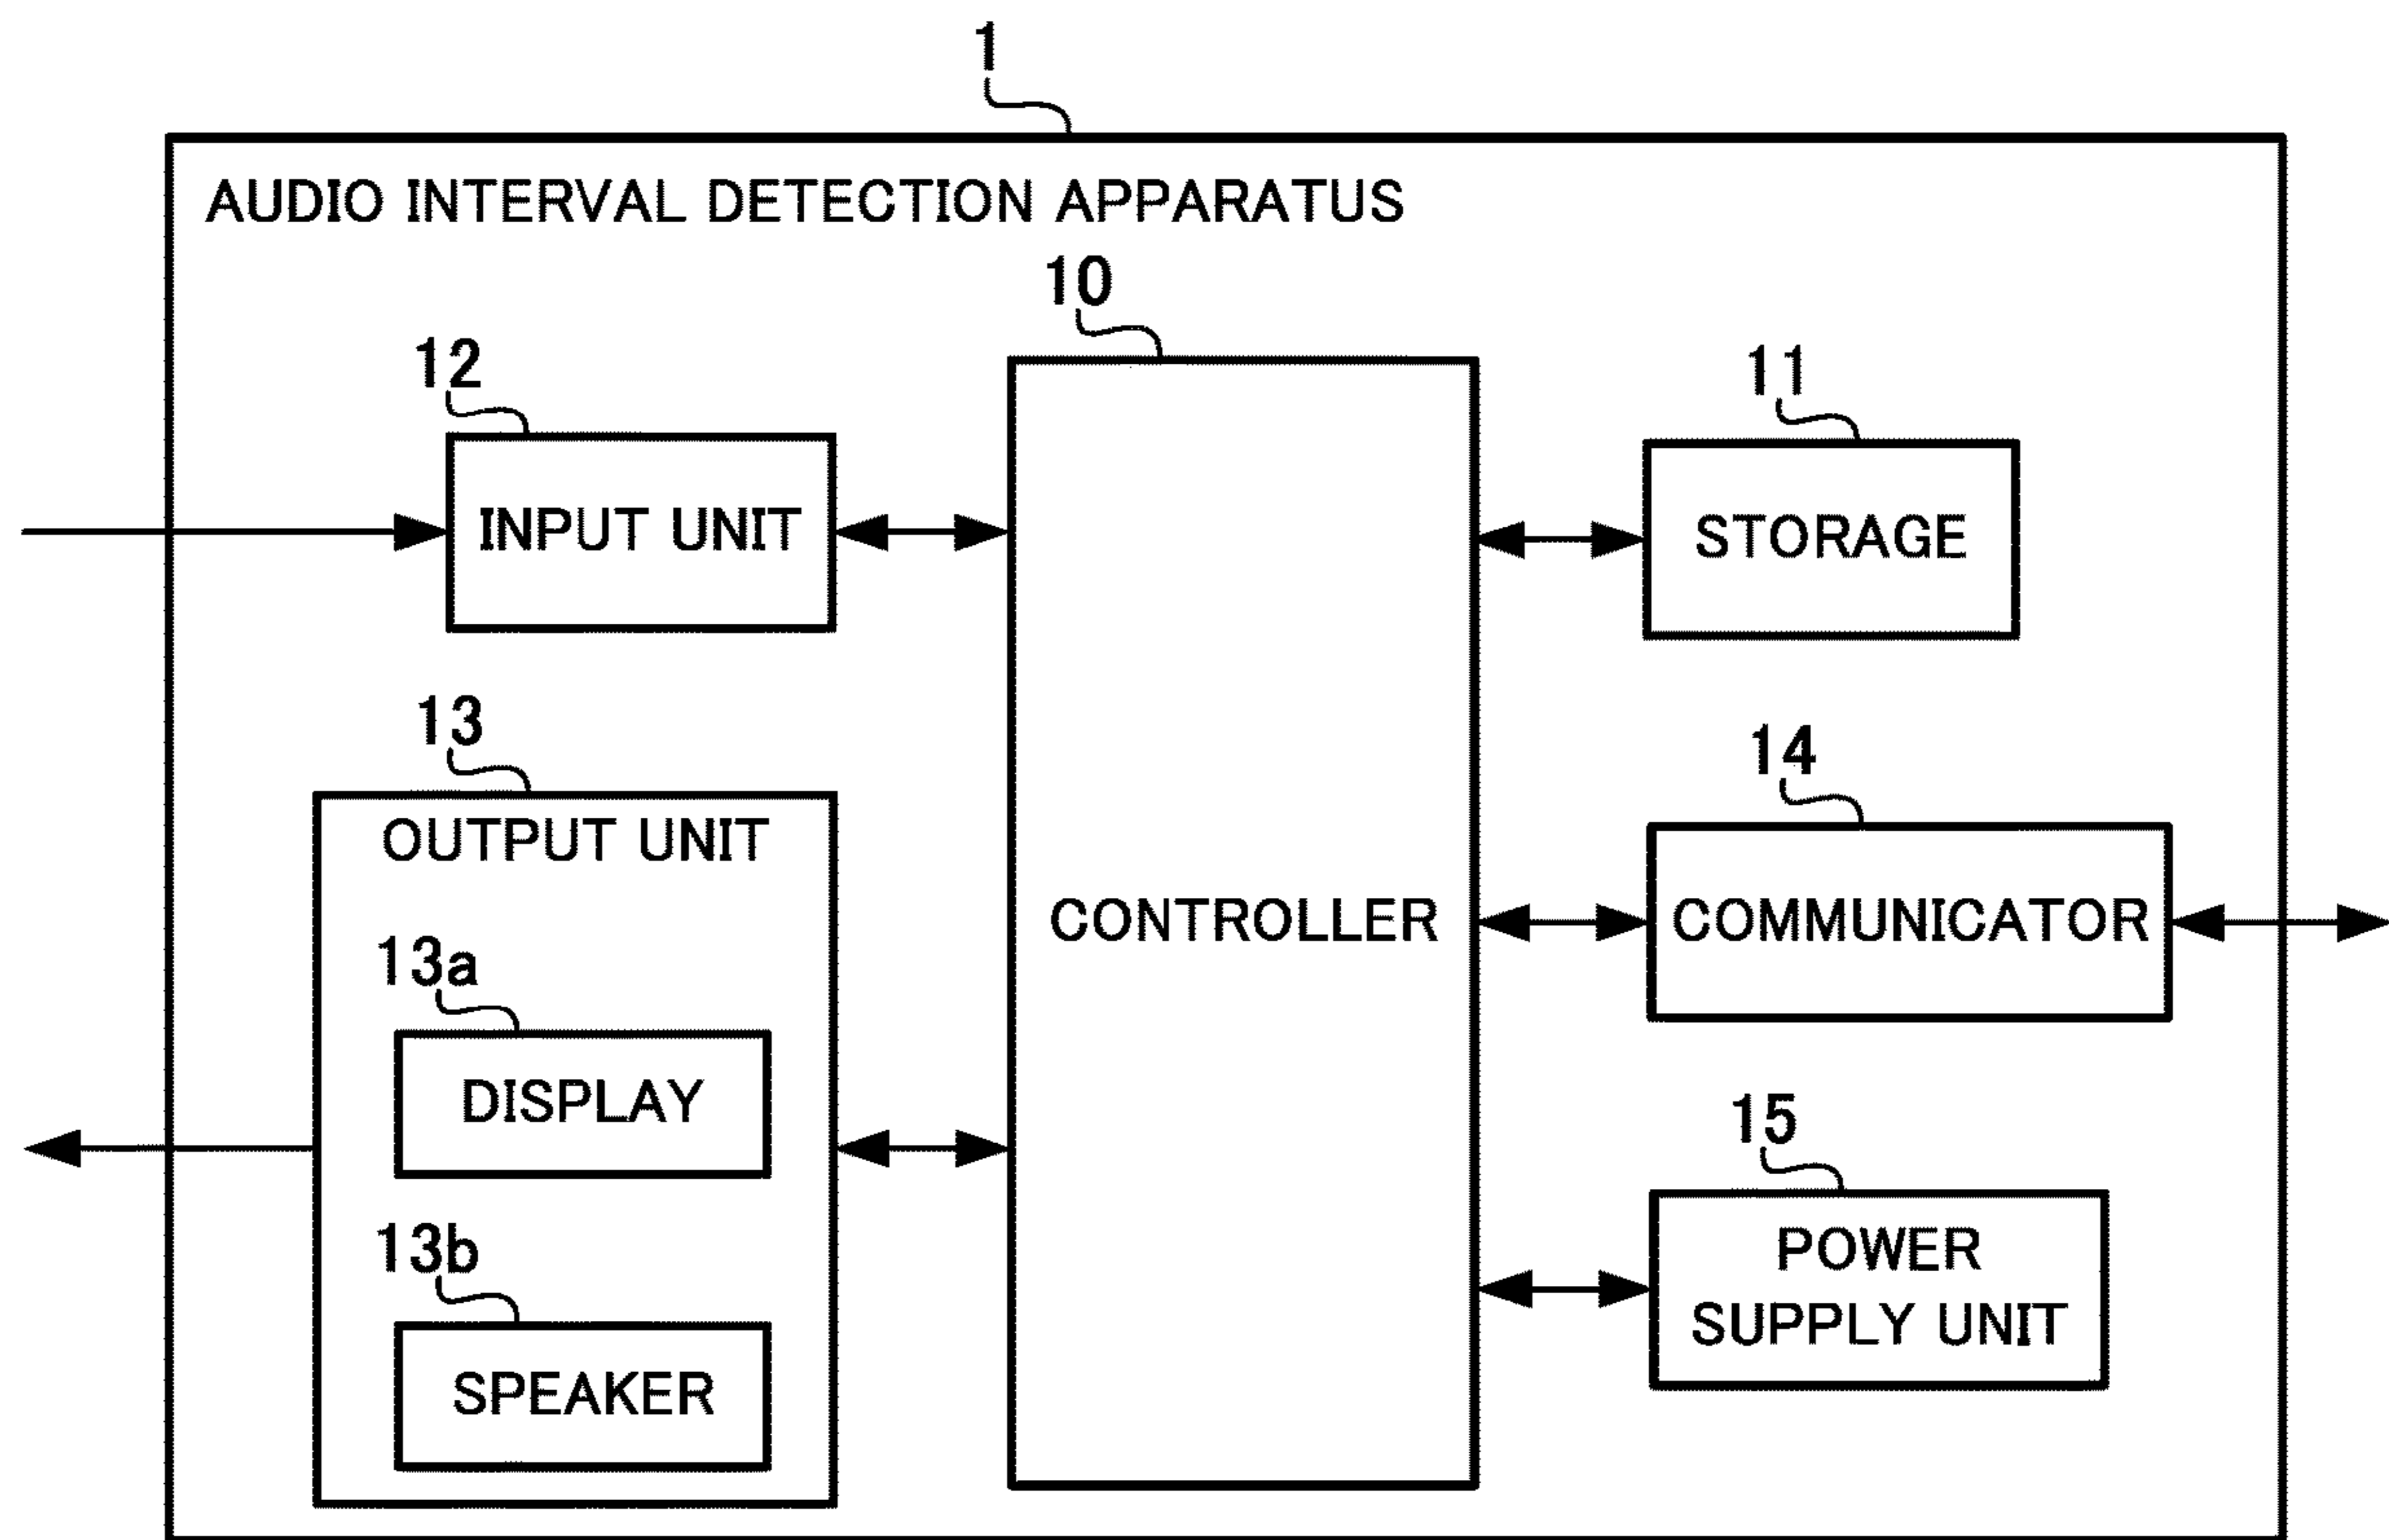 1
AUDIO INTERVAL DETECTION APPARATUS
10
12
11
INPUT UNIT
STORAGE
13
14
OUTPUT UNIT
CONTROLLER
COMMUNICATOR
13a
DISPLAY
15
POWER
SUPPLY UNIT
13b
SPEAKER